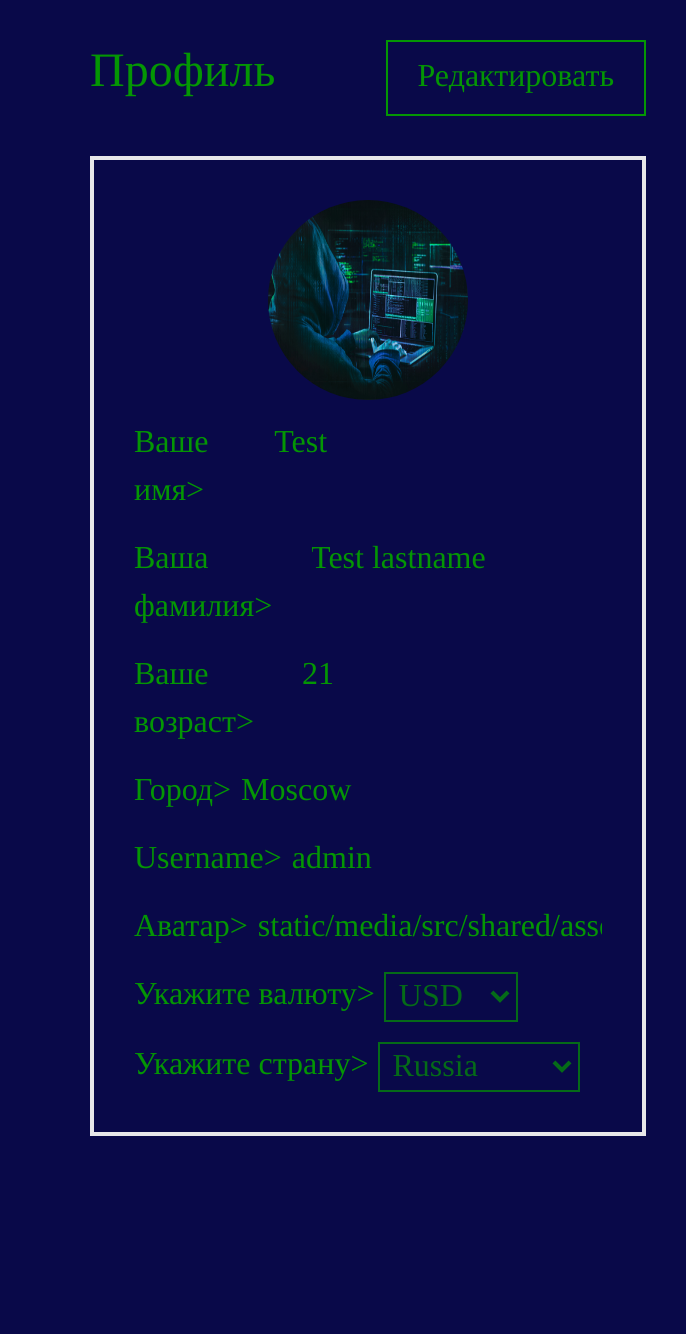 Профиль
Редактировать
Ваше Test
имя>
Ваша Test lastname
фамилия>
Ваше 21
возраст>
Город> Moscow
Username> admin
Аватар> static/media/src/shared/ass
Укажите валюту> USD
Укажите страну> Russia